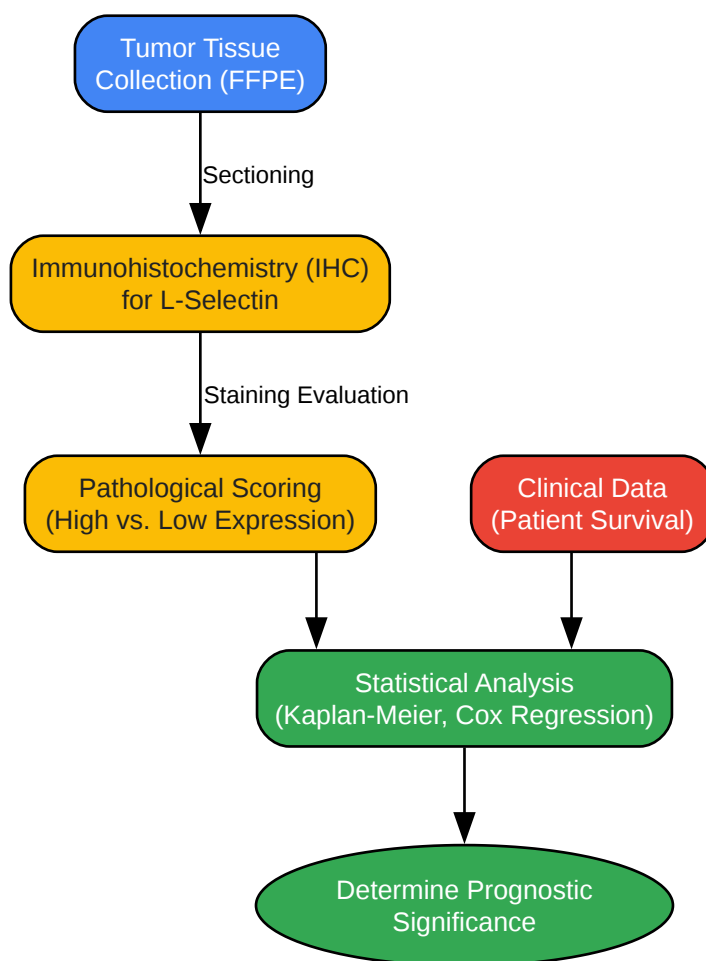 Tumor Tissue
Collection (FFPE)
Sectioning
Immunohistochemistry (IHC)
for L-Selectin
Staining Evaluation
Pathological Scoring
(High vs. Low Expression)
Clinical Data
(Patient Survival)
Statistical Analysis
(Kaplan-Meier, Cox Regression)
Determine Prognostic
Significance